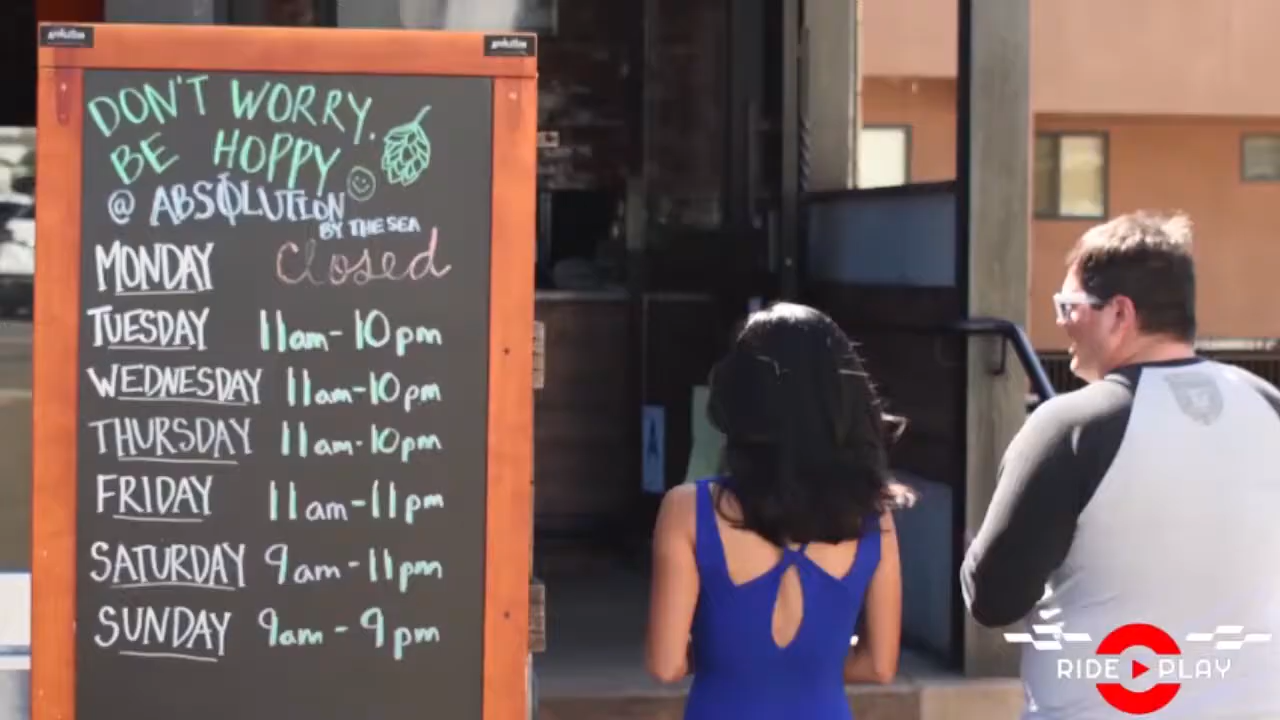 DON'T WORRY.
BE HOPPY
@ ABSOLUTION
BY THE SEA
MONDAY Closed
TUESDAY 11am-10pm
WEDNESDAY 11am-10pm
THURSDAY 11am-10pm
FRIDAY 11am-11pm
SATURDAY 9am-11pm
SUNDAY 9am-9pm
A
RIDE PLAY